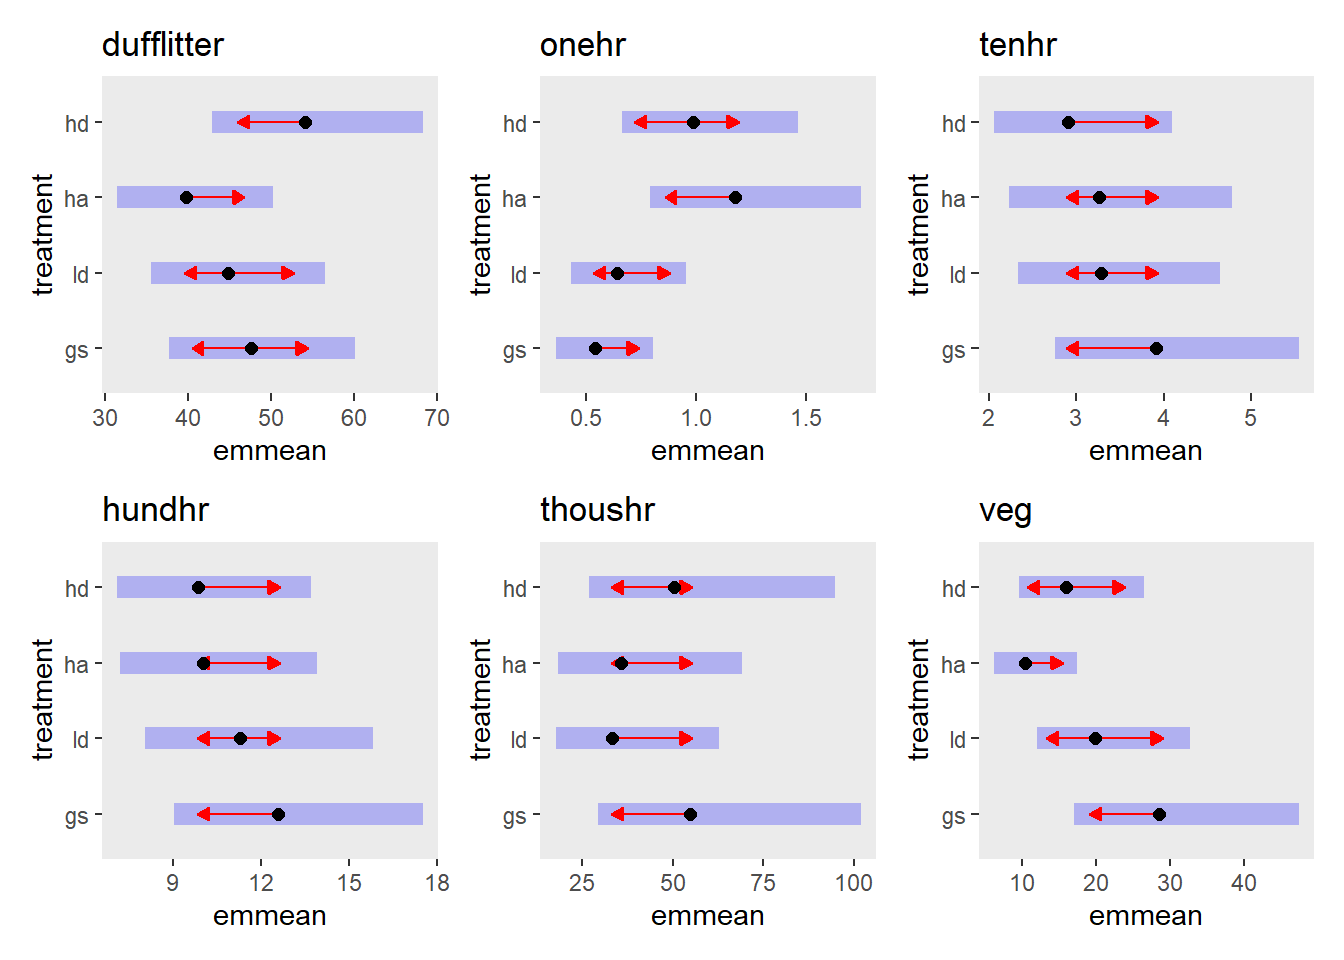 dufflitter
treatment
hd
ha
ld
gs
30 40 50 60 70
emmean
onehr
treatment
hd
ha
ld
gs
0.5 1.0 1.5
emmean
tenhr
treatment
hd
ha
ld
gs
2 3 4 5
emmean
hundhr
treatment
hd
ha
ld
gs
9 12 15 18
emmean
thoushr
treatment
hd
ha
ld
gs
25 50 75 100
emmean
veg
treatment
hd
ha
ld
gs
10 20 30 40
emmean